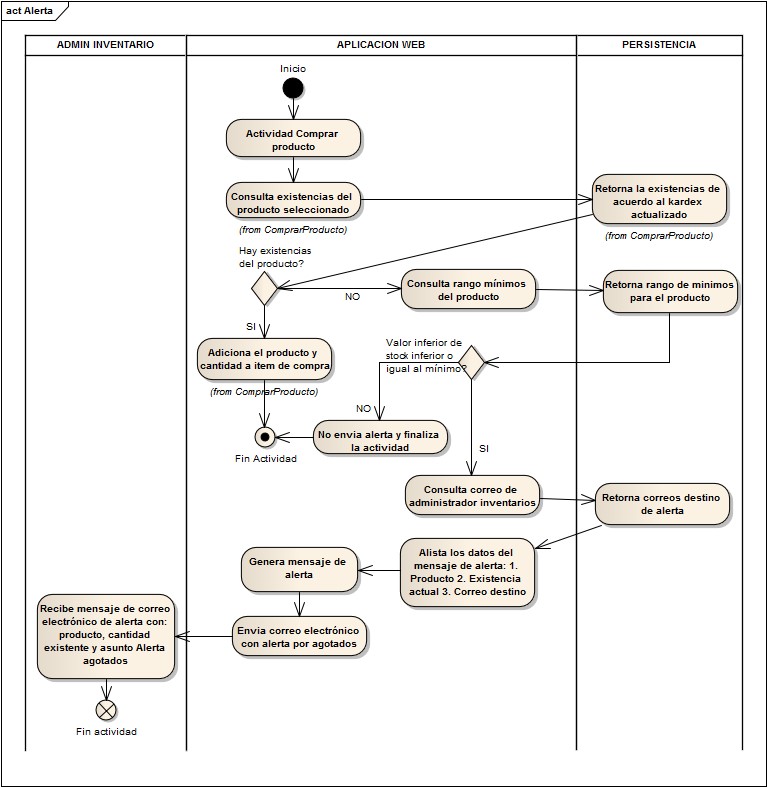 act Alerta
ADMIN INVENTARIO
APLICACION WEB
PERSISTENCIA
Inicio
Actividad Comprar
producto
Consulta existencias del
producto seleccionado
(from ComprarProducto)
Retorna la existencias de
acuerdo al kardex
actualizado
(from ComprarProducto)
Hay existencias
del producto?
NO
Consulta rango mínimos
del producto
Retorna rango de minimos
para el producto
SI
Adiciona el producto y
cantidad a item de compra
(from ComprarProducto)
Valor inferior de
stock inferior o
igual al mínimo?
NO
No envia alerta y finaliza
la actividad
Fin Actividad
SI
Consulta correo de
administrador inventarios
Retorna correos destino
de alerta
Alista los datos del
mensaje de alerta: 1.
Producto 2. Existencia
actual 3. Correo destino
Genera mensaje de
alerta
Envia correo electrónico
con alerta por agotados
Recibe mensaje de correo
electrónico de alerta con:
producto, cantidad
existente y asunto Alerta
agotados
Fin actividad